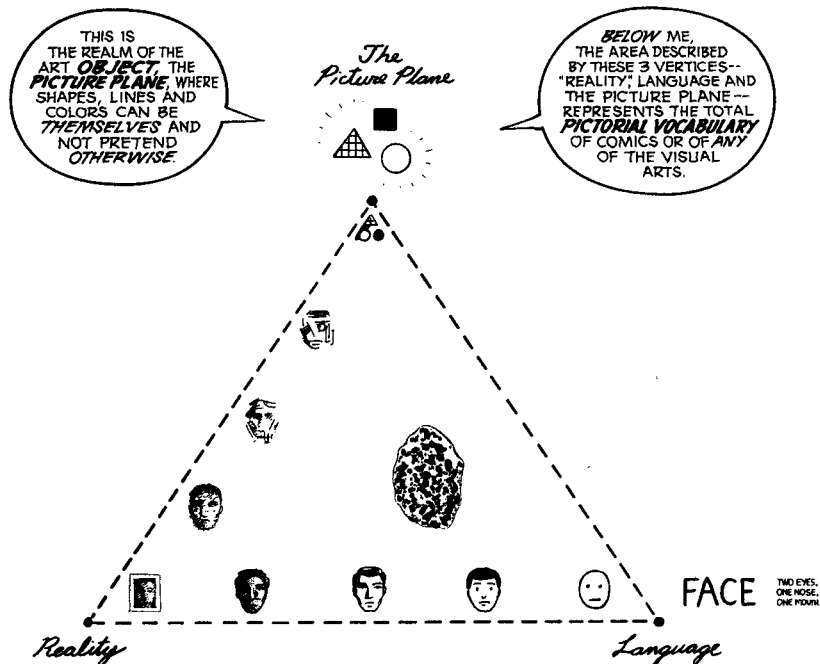 THIS IS
THE REALM OF THE
ART OBJECT, THE
PICTURE PLANE, WHERE
SHAPES, LINES AND
COLORS CAN BE
THEMSELVES AND
NOT PRETEND
OTHERWISE.
The
Picture Plane
BELOW ME,
THE AREA DESCRIBED
BY THESE 3 VERTICES--
"REALITY," LANGUAGE AND
THE PICTURE PLANE--
REPRESENTS THE TOTAL
PICTORIAL VOCABULARY
OF COMICS OR OF ANY
OF THE VISUAL
ARTS.
FACE
TWO EYES,
ONE NOSE,
ONE MOUTH.
Reality
Language